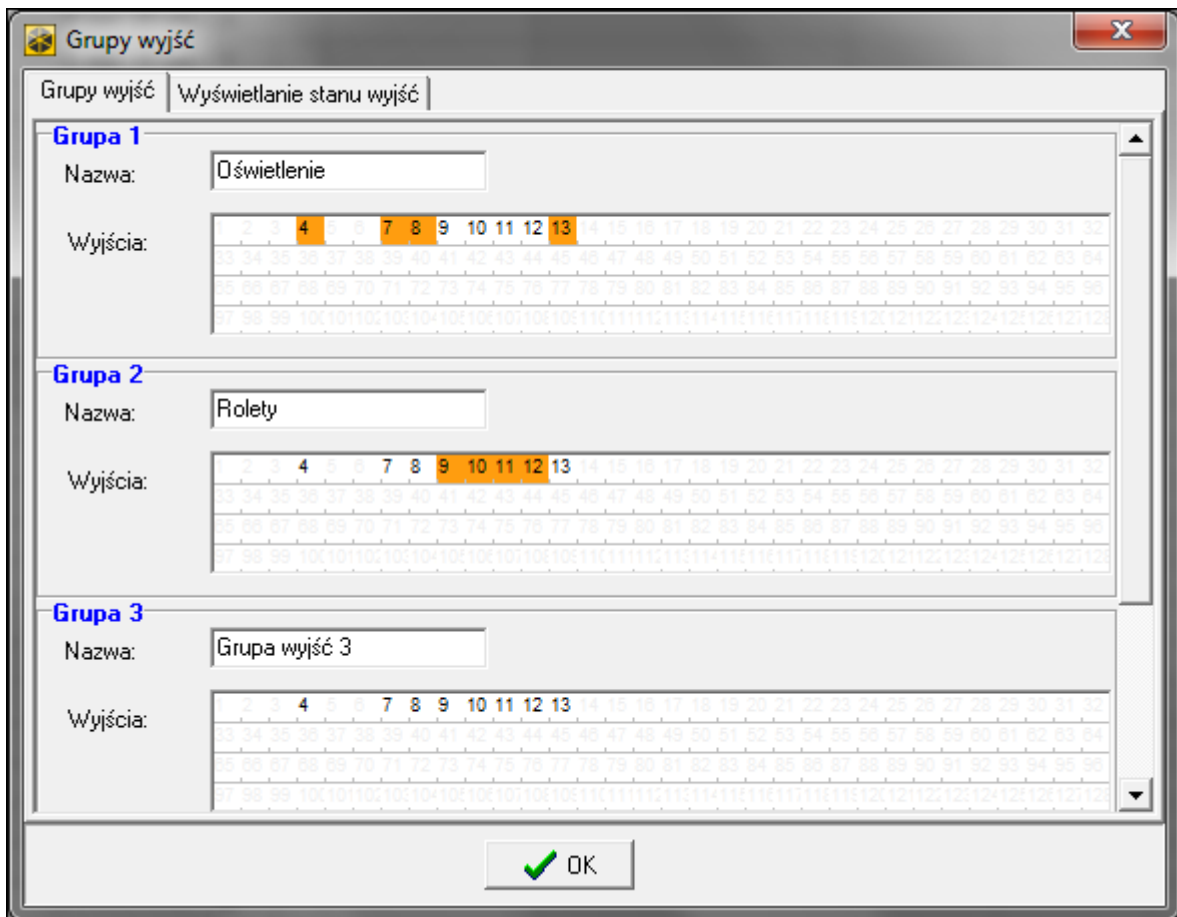 Grupy wyjść
Grupy wyjść Wyświetlanie stanu wyjść
Grupa 1
Nazwa: Oświetlenie
Wyjścia:
1 2 3 4 5 6 7 8 9 10 11 12 13 14 15 16 17 18 19 20 21 22 23 24 25 26 27 28 29 30 31 32
33 34 35 36 37 38 39 40 41 42 43 44 45 46 47 48 49 50 51 52 53 54 55 56 57 58 59 60 61 62 63 64
65 66 67 68 69 70 71 72 73 74 75 76 77 78 79 80 81 82 83 84 85 86 87 88 89 90 91 92 93 94 95 96
97 98 99
Grupa 2
Nazwa: Rolety
Wyjścia:
1 2 3 4 5 6 7 8 9 10 11 12 13 14 15 16 17 18 19 20 21 22 23 24 25 26 27 28 29 30 31 32
33 34 35 36 37 38 39 40 41 42 43 44 45 46 47 48 49 50 51 52 53 54 55 56 57 58 59 60 61 62 63 64
65 66 67 68 69 70 71 72 73 74 75 76 77 78 79 80 81 82 83 84 85 86 87 88 89 90 91 92 93 94 95 96
97 98 99
Grupa 3
Nazwa: Grupa wyjść 3
Wyjścia:
1 2 3 4 5 6 7 8 9 10 11 12 13 14 15 16 17 18 19 20 21 22 23 24 25 26 27 28 29 30 31 32
33 34 35 36 37 38 39 40 41 42 43 44 45 46 47 48 49 50 51 52 53 54 55 56 57 58 59 60 61 62 63 64
65 66 67 68 69 70 71 72 73 74 75 76 77 78 79 80 81 82 83 84 85 86 87 88 89 90 91 92 93 94 95 96
97 98 99
OK